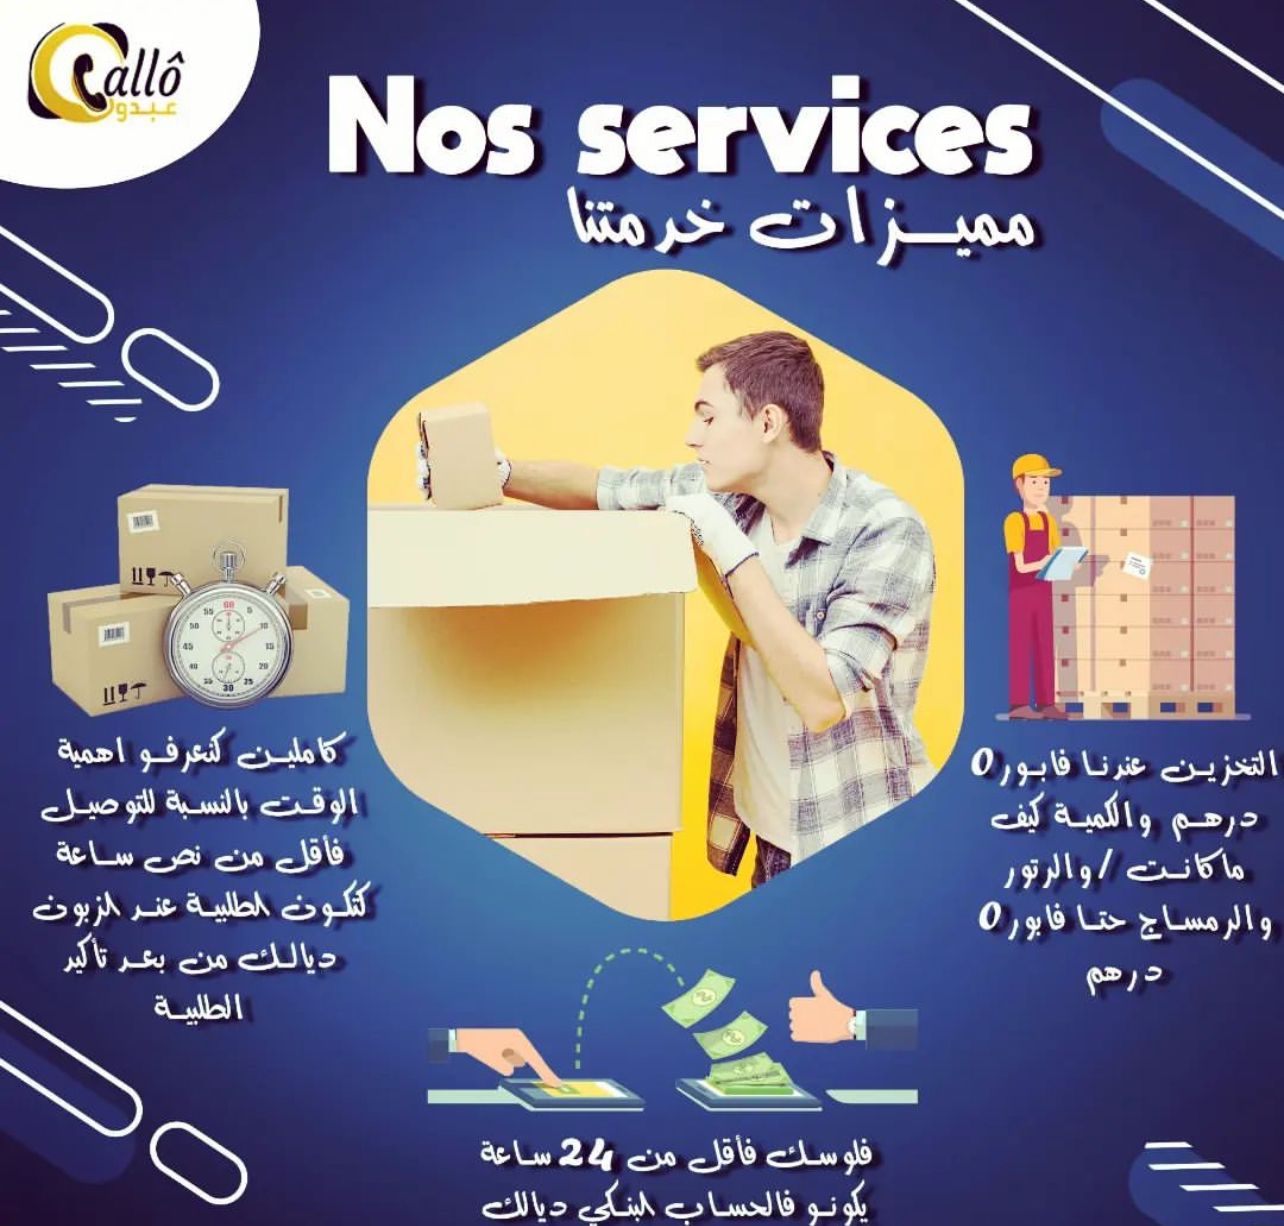 Callô
عبدو
Nos services
مميزات خدمتنا
كاملين كنعرفو اهمية
الوقت بالنسبة للتوصيل
فأقل من نص ساعة
كتكون الطلبية عند الزبون
ديالك من بعد تأكيد
الطلبية
التخزين عندنا فابور 0
درهم والكمية كيف
ماكانت / والرتور
والرمساج حتا فابور 0
درهم
فلوسك فأقل من 24 ساعة
يكونو فالحساب البنكي ديالك